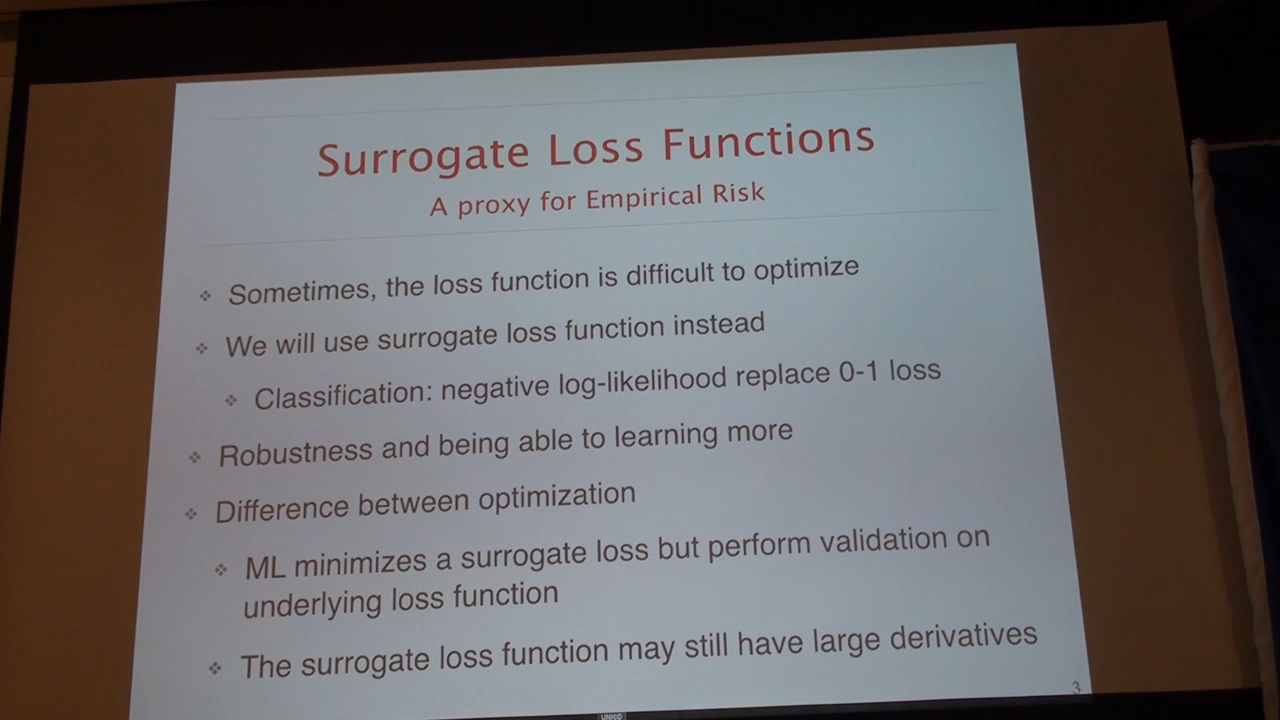 Surrogate Loss Functions
A proxy for Empirical Risk
Sometimes, the loss function is difficult to optimize
We will use surrogate loss function instead
Classification: negative log-likelihood replace 0-1 loss
Robustness and being able to learning more
Difference between optimization
ML minimizes a surrogate loss but perform validation on
underlying loss function
The surrogate loss function may still have large derivatives
3
UNICO